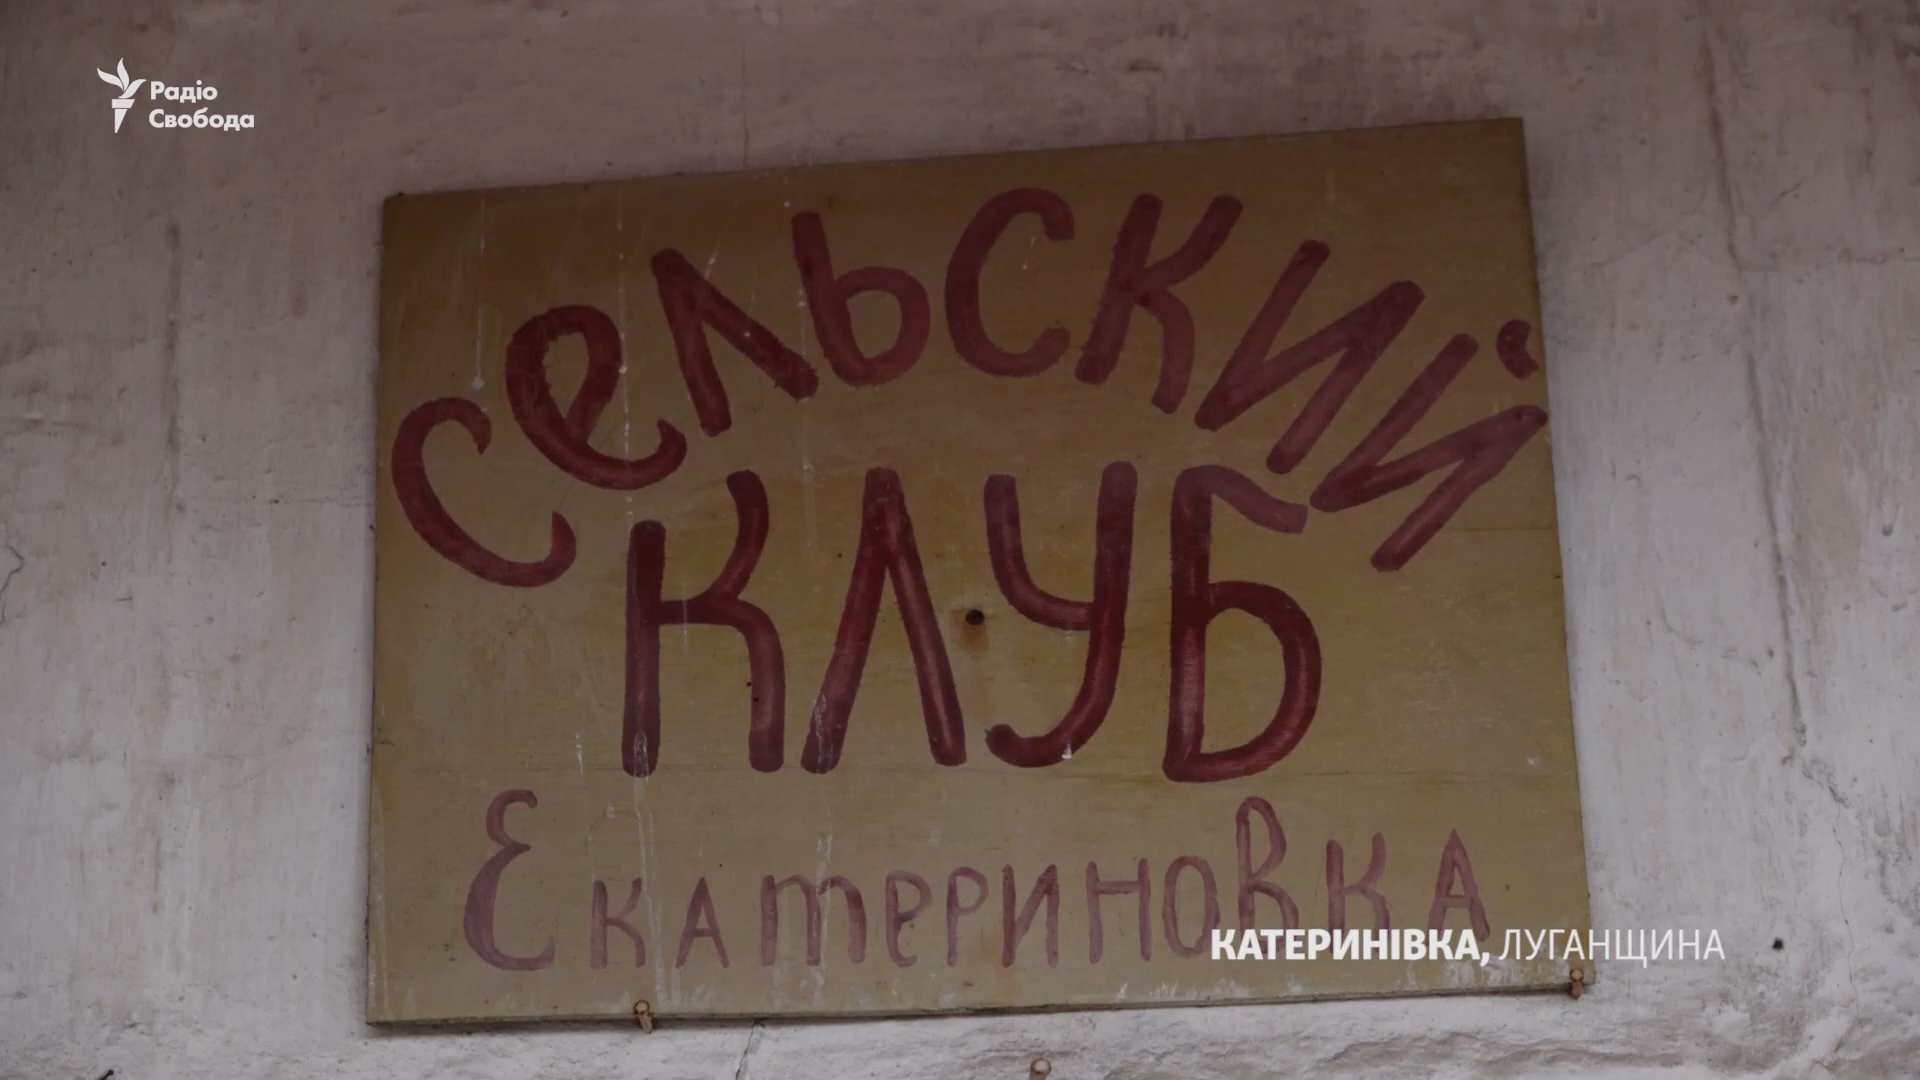 Радіо
Свобода
Сельский
КЛУБ
Екатериновка
КАТЕРИНІВКА, ЛУГАНЩИНА